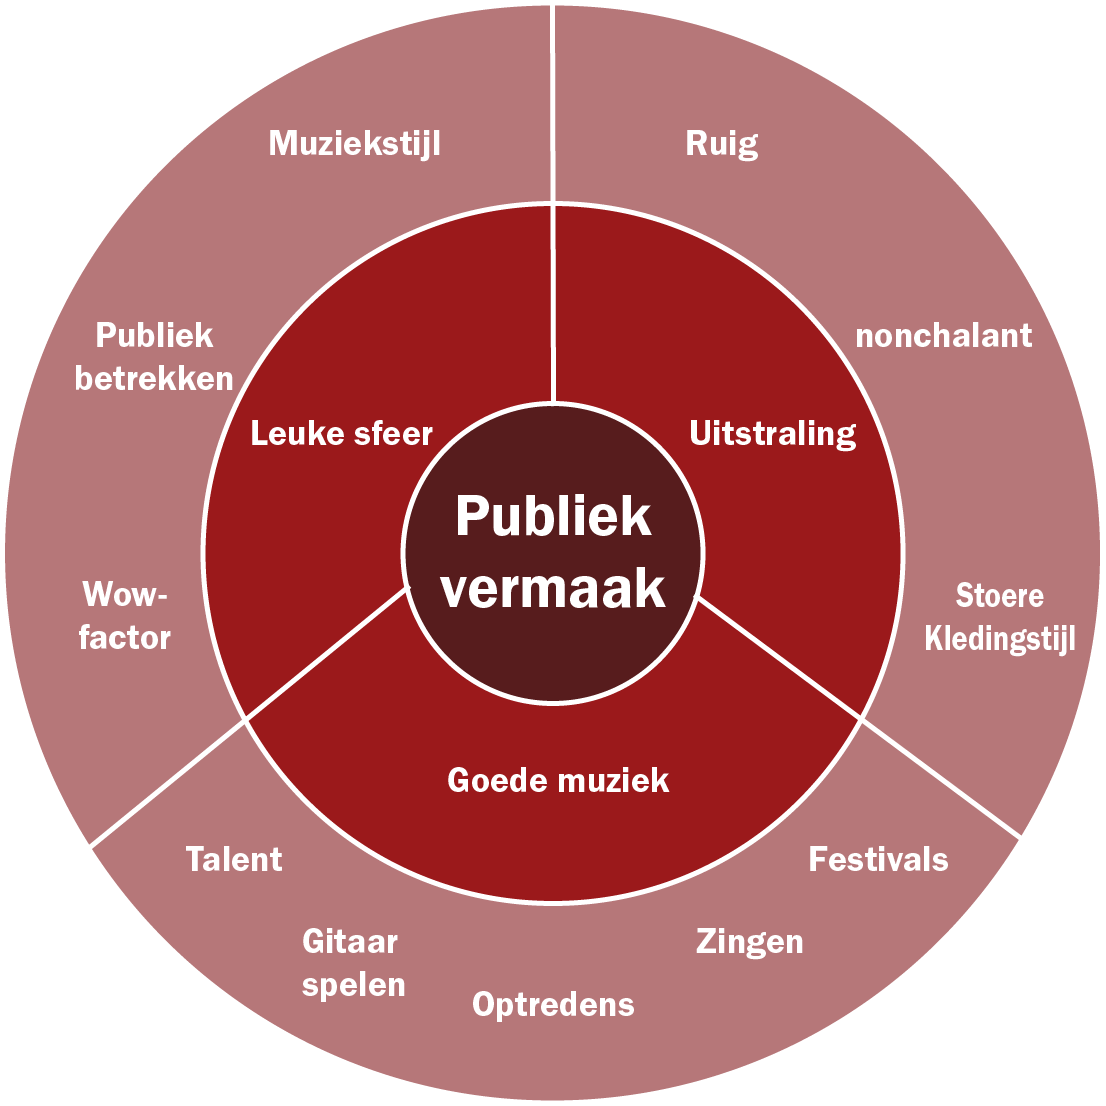 Muziekstijl
Ruig
Publiek
betrekken
nonchalant
Leuke sfeer
Uitstraling
Publiek
vermaak
Wow-
factor
Stoere
Kledingstijl
Goede muziek
Talent
Festivals
Gitaar
spelen
Zingen
Optredens